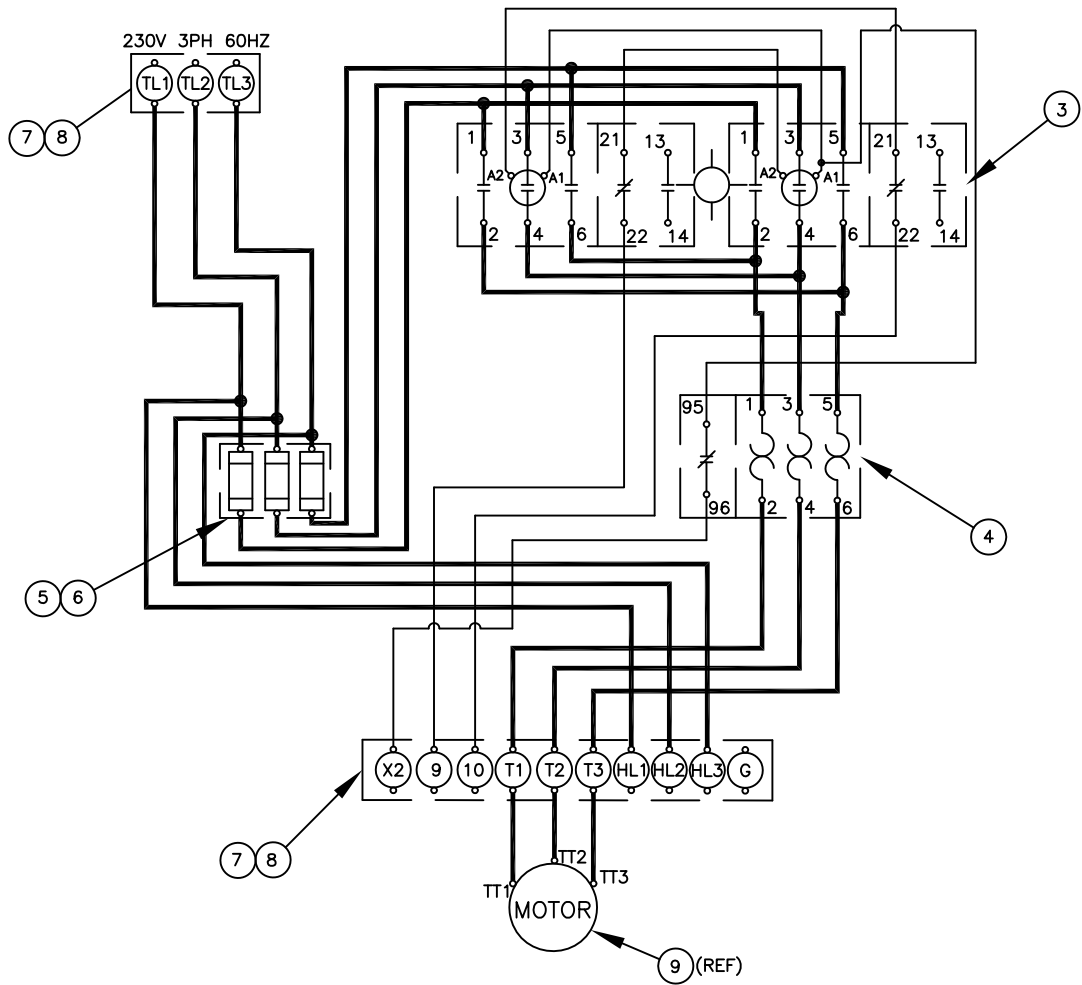 230V 3PH 60HZ
TL1 TL2 TL3
7 8
3
1 3 5 21 13 1 3 5 21 13
A2 A1 A2 A1
2 4 6 22 14 2 4 6 22 14
95 1 3 5
96 2 4 6
4
5 6
X2 9 10 T1 T2 T3 HL1 HL2 HL3 G
7 8
TT1 TT2 TT3
MOTOR
9 (REF)